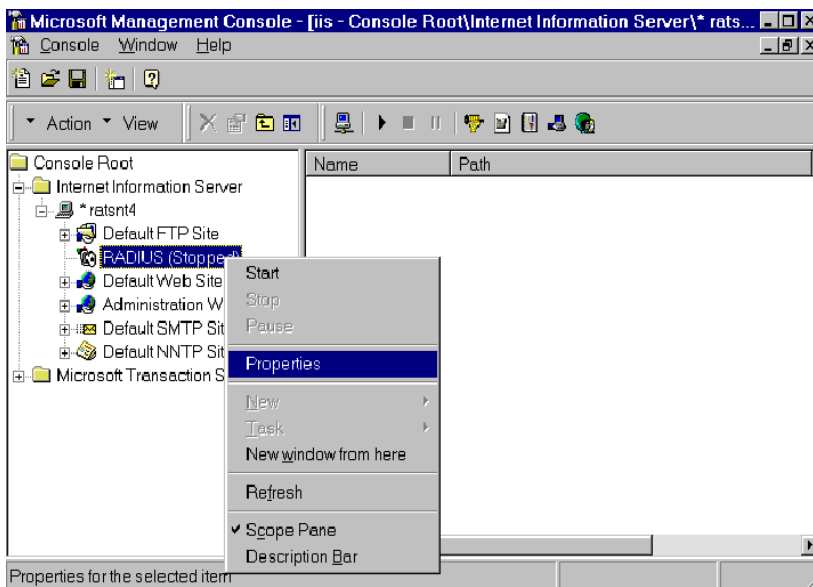 Microsoft Management Console - [iis - Console Root\Internet Information Server\* rats...
Console Window Help
Action View
Console Root
Name Path
Internet Information Server
* ratsnt4
Default FTP Site
RADIUS (Stopped)
Default Web Site
Administration W
Default SMTP Sit
Default NNTP Sit
Microsoft Transaction S
Start
Stop
Pause
Properties
New
Task
New window from here
Refresh
Scope Pane
Description Bar
Properties for the selected item